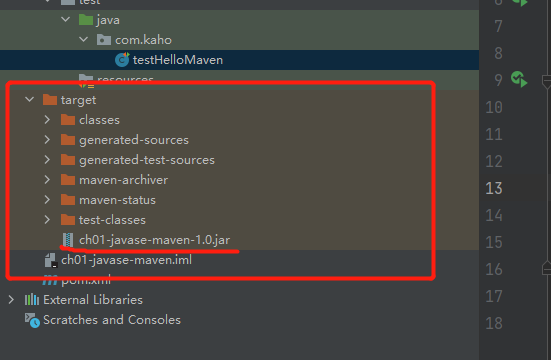 test
java
com.kaho
testHelloMaven
resources
target
classes
generated-sources
generated-test-sources
maven-archiver
maven-status
test-classes
ch01-javase-maven-1.0.jar
ch01-javase-maven.iml
pom.xml
External Libraries
Scratches and Consoles
6
7
8
9
10
11
12
13
14
15
16
17
18